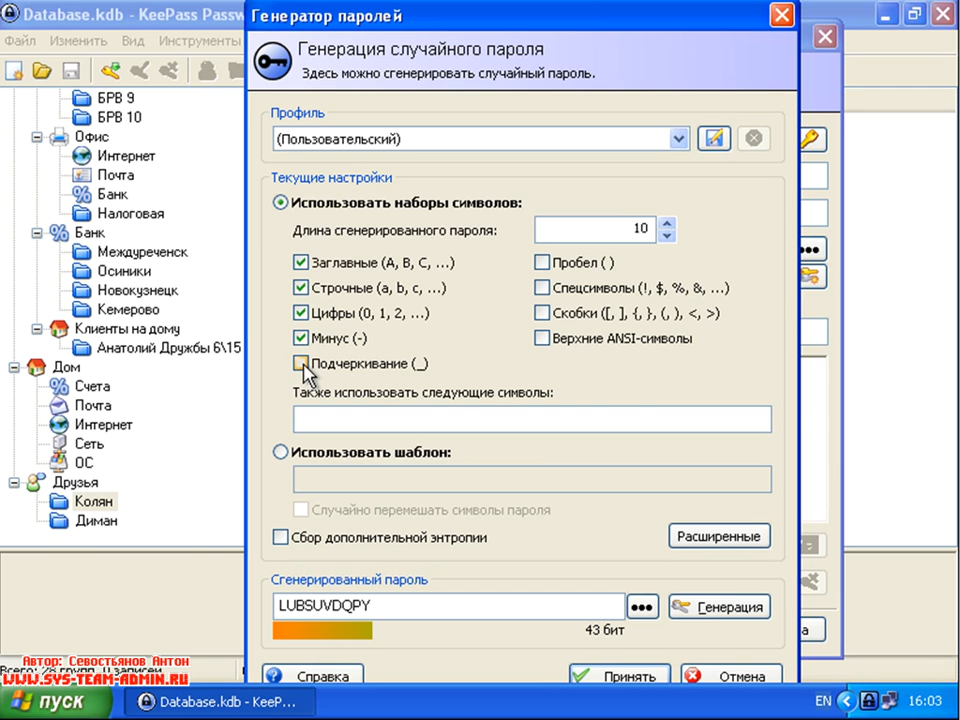 Database.kdb - KeePass Passw
Файл Изменить Вид Инструменты
БРВ 9
БРВ 10
Офис
Интернет
Почта
Банк
Налоговая
Банк
Междуреченск
Осиники
Новокузнецк
Кемерово
Клиенты на дому
Анатолий Дружбы 6\15
Дом
Счета
Почта
Интернет
Сеть
ОС
Друзья
Колян
Диман
Генератор паролей
Генерация случайного пароля
Здесь можно сгенерировать случайный пароль.
Профиль
(Пользовательский)
Текущие настройки
Использовать наборы символов:
Длина сгенерированного пароля: 10
Заглавные (A, B, C, ...) Пробел ( )
Строчные (a, b, c, ...) Спецсимволы (!, $, %, &, ...)
Цифры (0, 1, 2, ...) Скобки ([, ], {, }, (, ), <, >)
Минус (-) Верхние ANSI-символы
Подчеркивание (_)
Также использовать следующие символы:
Использовать шаблон:
Случайно перемешать символы пароля
Сбор дополнительной энтропии Расширенные
Сгенерированный пароль
LUBSUVDQPY Генерация
43 бит
а
Справка Принять Отмена
Автор: Севостьянов Антон
www.sys-team-admin.ru
пуск Database.kdb - KeeP... EN 16:03